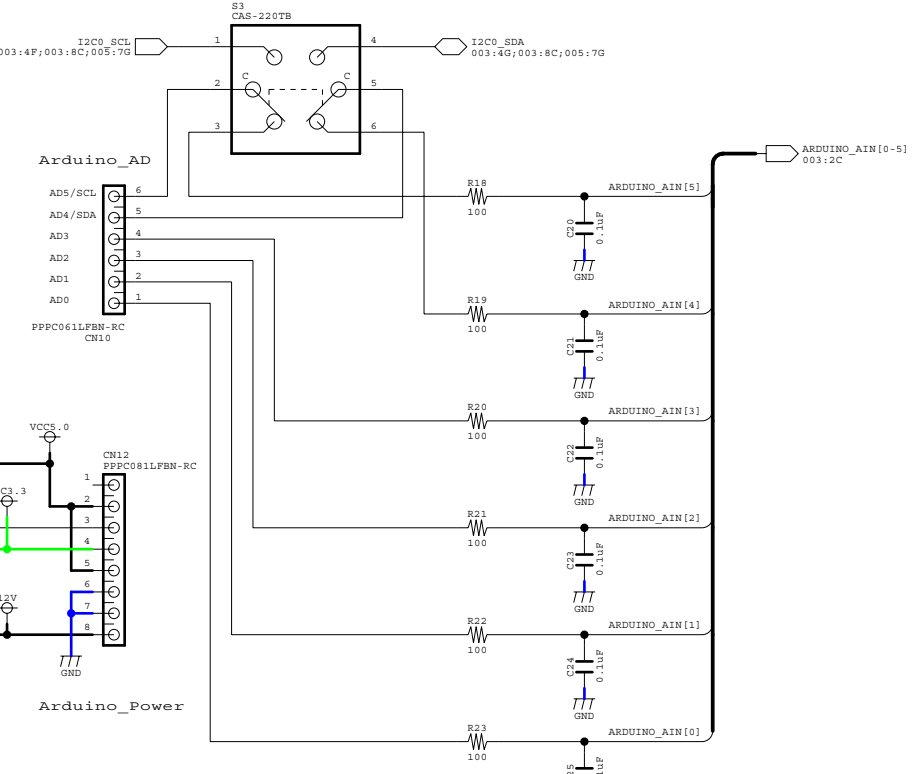 S3
CAS-220TB
I2C0_SCL
003:4F;003:8C;005:7G
1
4
I2C0_SDA
003:4G;003:8C;005:7G
C
C
2
5
3
6
Arduino_AD
ARDUINO_AIN[0-5]
003:2C
AD5/SCL
6
R18
100
ARDUINO_AIN[5]
AD4/SDA
5
AD3
4
C20
0.1uF
AD2
3
GND
AD1
2
AD0
1
R19
100
ARDUINO_AIN[4]
PPPC061LFBN-RC
CN10
C21
0.1uF
GND
R20
100
ARDUINO_AIN[3]
VCC5.0
C22
0.1uF
GND
CN12
PPPC081LFBN-RC
1
C3.3
2
3
R21
100
ARDUINO_AIN[2]
4
C23
0.1uF
5
6
GND
12V
7
8
R22
100
ARDUINO_AIN[1]
GND
C24
0.1uF
GND
Arduino_Power
R23
100
ARDUINO_AIN[0]